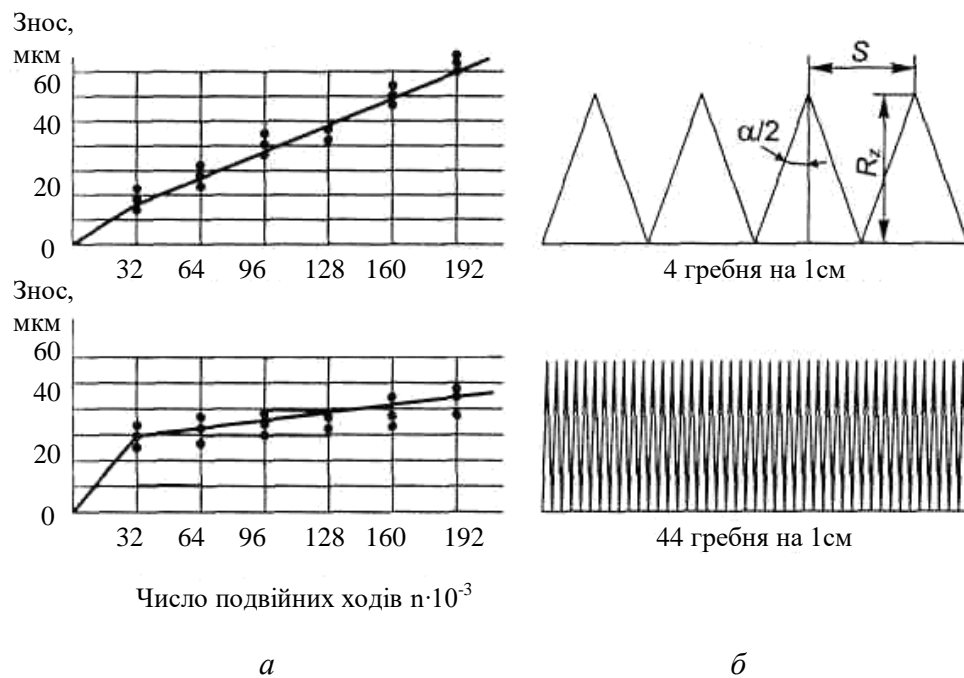 Знос,
мкм
60
40
20
0
32 64 96 128 160 192
S
α/2
Rz
4 гребня на 1см
Знос,
мкм
60
40
20
0
32 64 96 128 160 192
44 гребня на 1см
Число подвійних ходів n·10⁻³
а б